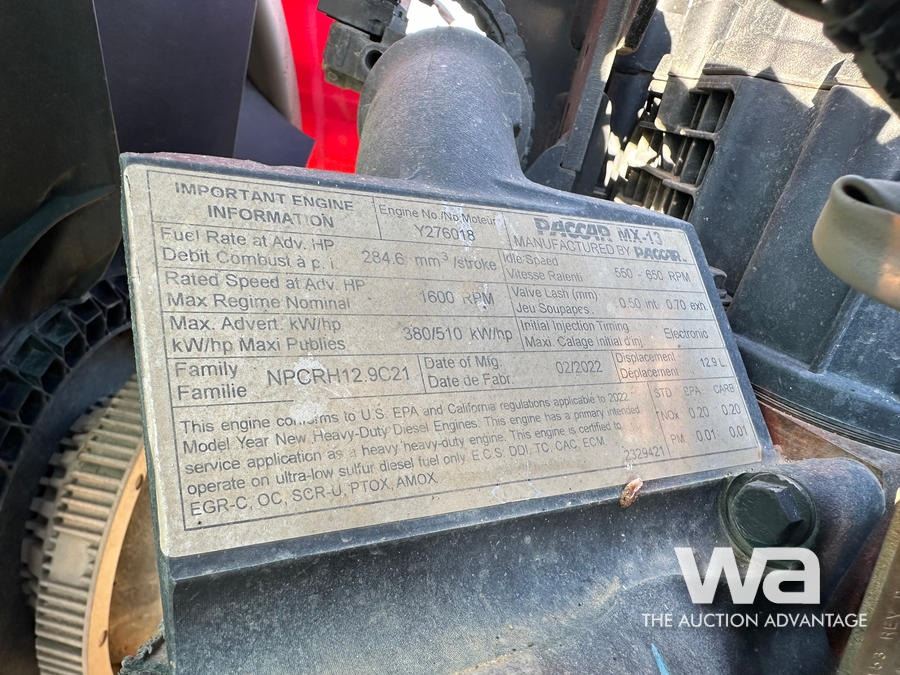 IMPORTANT ENGINE
INFORMATION
Engine No./No Moteur
Y276018
PACCAR MX-13
MANUFACTURED BY PACCAR
Fuel Rate at Adv. HP
Debit Combust à p. i. 284.6 mm³/stroke
Idle Speed
Vitesse Ralenti 550 - 650 RPM
Rated Speed at Adv. HP
Max Regime Nominal 1600 RPM
Valve Lash (mm)
Jeu Soupapes . 0.50 int. 0.70 exh.
Max. Advert. kW/hp
kW/hp Maxi Publies 380/510 kW/hp
Initial Injection Timing
Maxi. Calage initial d'inj Electronic
Family
Familie NPCRH12.9C21
Date of Mfg.
Date de Fabr. 02/2022
Displacement
Déplacement 12.9 L
This engine conforms to U.S. EPA and California regulations applicable to 2022
Model Year New Heavy-Duty Diesel Engines. This engine has a primary intended
service application as a heavy heavy-duty engine. This engine is certified to
operate on ultra-low sulfur diesel fuel only. E.C.S: DDI, TC, CAC, ECM,
EGR-C, OC, SCR-U, PTOX, AMOX.
2329421
STD EPA CARB
NOX 0.20 0.20
PM 0.01 0.01
wa
THE AUCTION ADVANTAGE